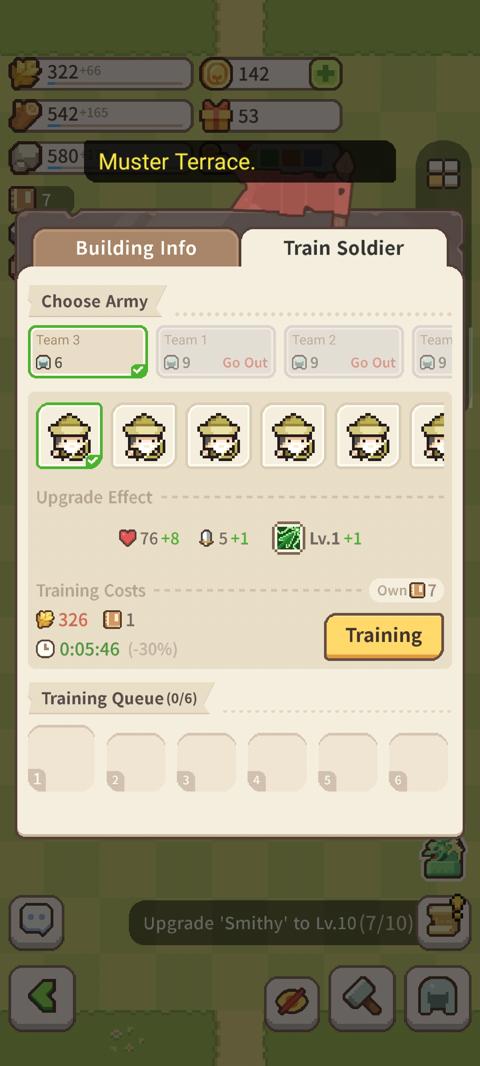 322+66
142
542+165
53
580
Muster Terrace.
7
Building Info
Train Soldier
Choose Army
Team 3
6
Team 1
9 Go Out
Team 2
9 Go Out
Team
9
Upgrade Effect
76+8 5+1 Lv.1+1
Training Costs
Own 7
326 1
0:05:46 (-30%)
Training
Training Queue(0/6)
1 2 3 4 5 6
Upgrade 'Smithy' to Lv.10(7/10)